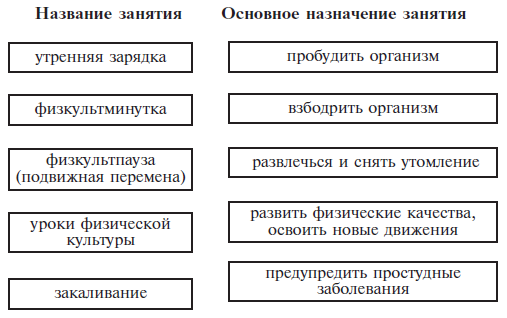 Название занятия Основное назначение занятия
утренняя зарядка пробудить организм
физкультминутка взбодрить организм
физкультпауза
(подвижная перемена)
развлечься и снять утомление
уроки физической
культуры
развить физические качества,
освоить новые движения
закаливание
предупредить простудные
заболевания